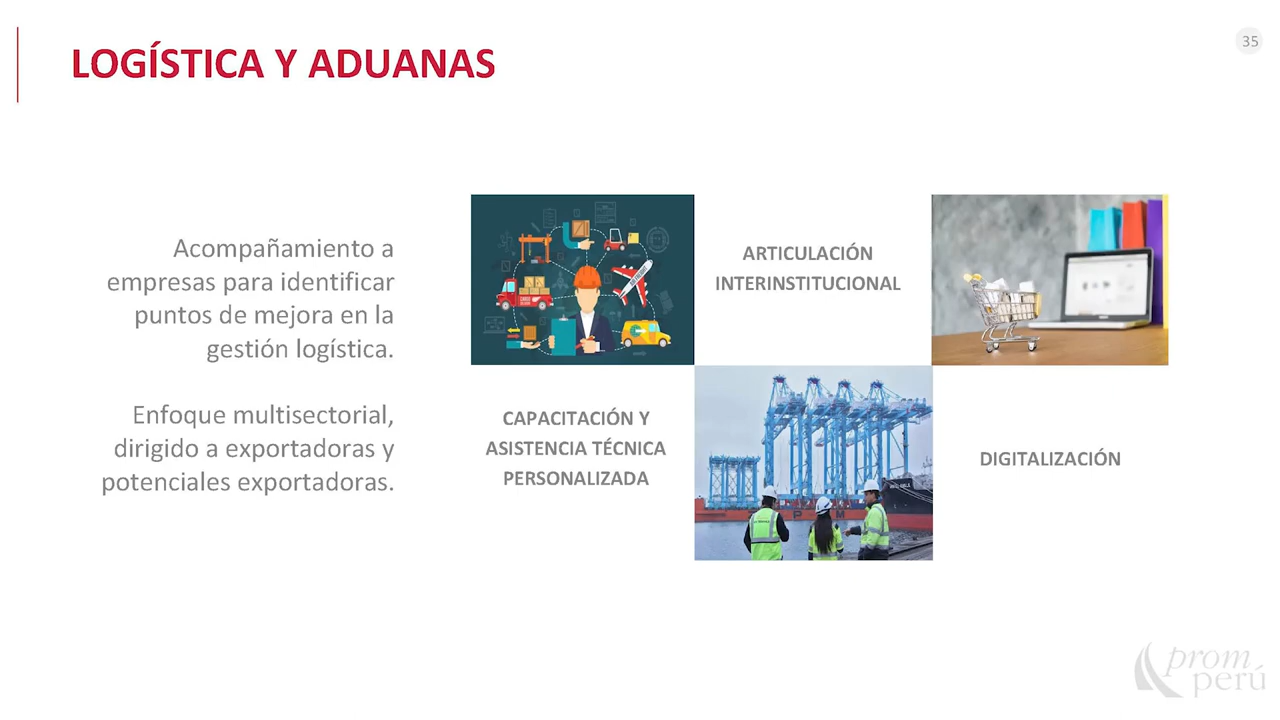 LOGÍSTICA Y ADUANAS
35
Acompañamiento a
empresas para identificar
puntos de mejora en la
gestión logística.
Enfoque multisectorial,
dirigido a exportadoras y
potenciales exportadoras.
CAPACITACIÓN Y
ASISTENCIA TÉCNICA
PERSONALIZADA
ARTICULACIÓN
INTERINSTITUCIONAL
DIGITALIZACIÓN
prom
perú